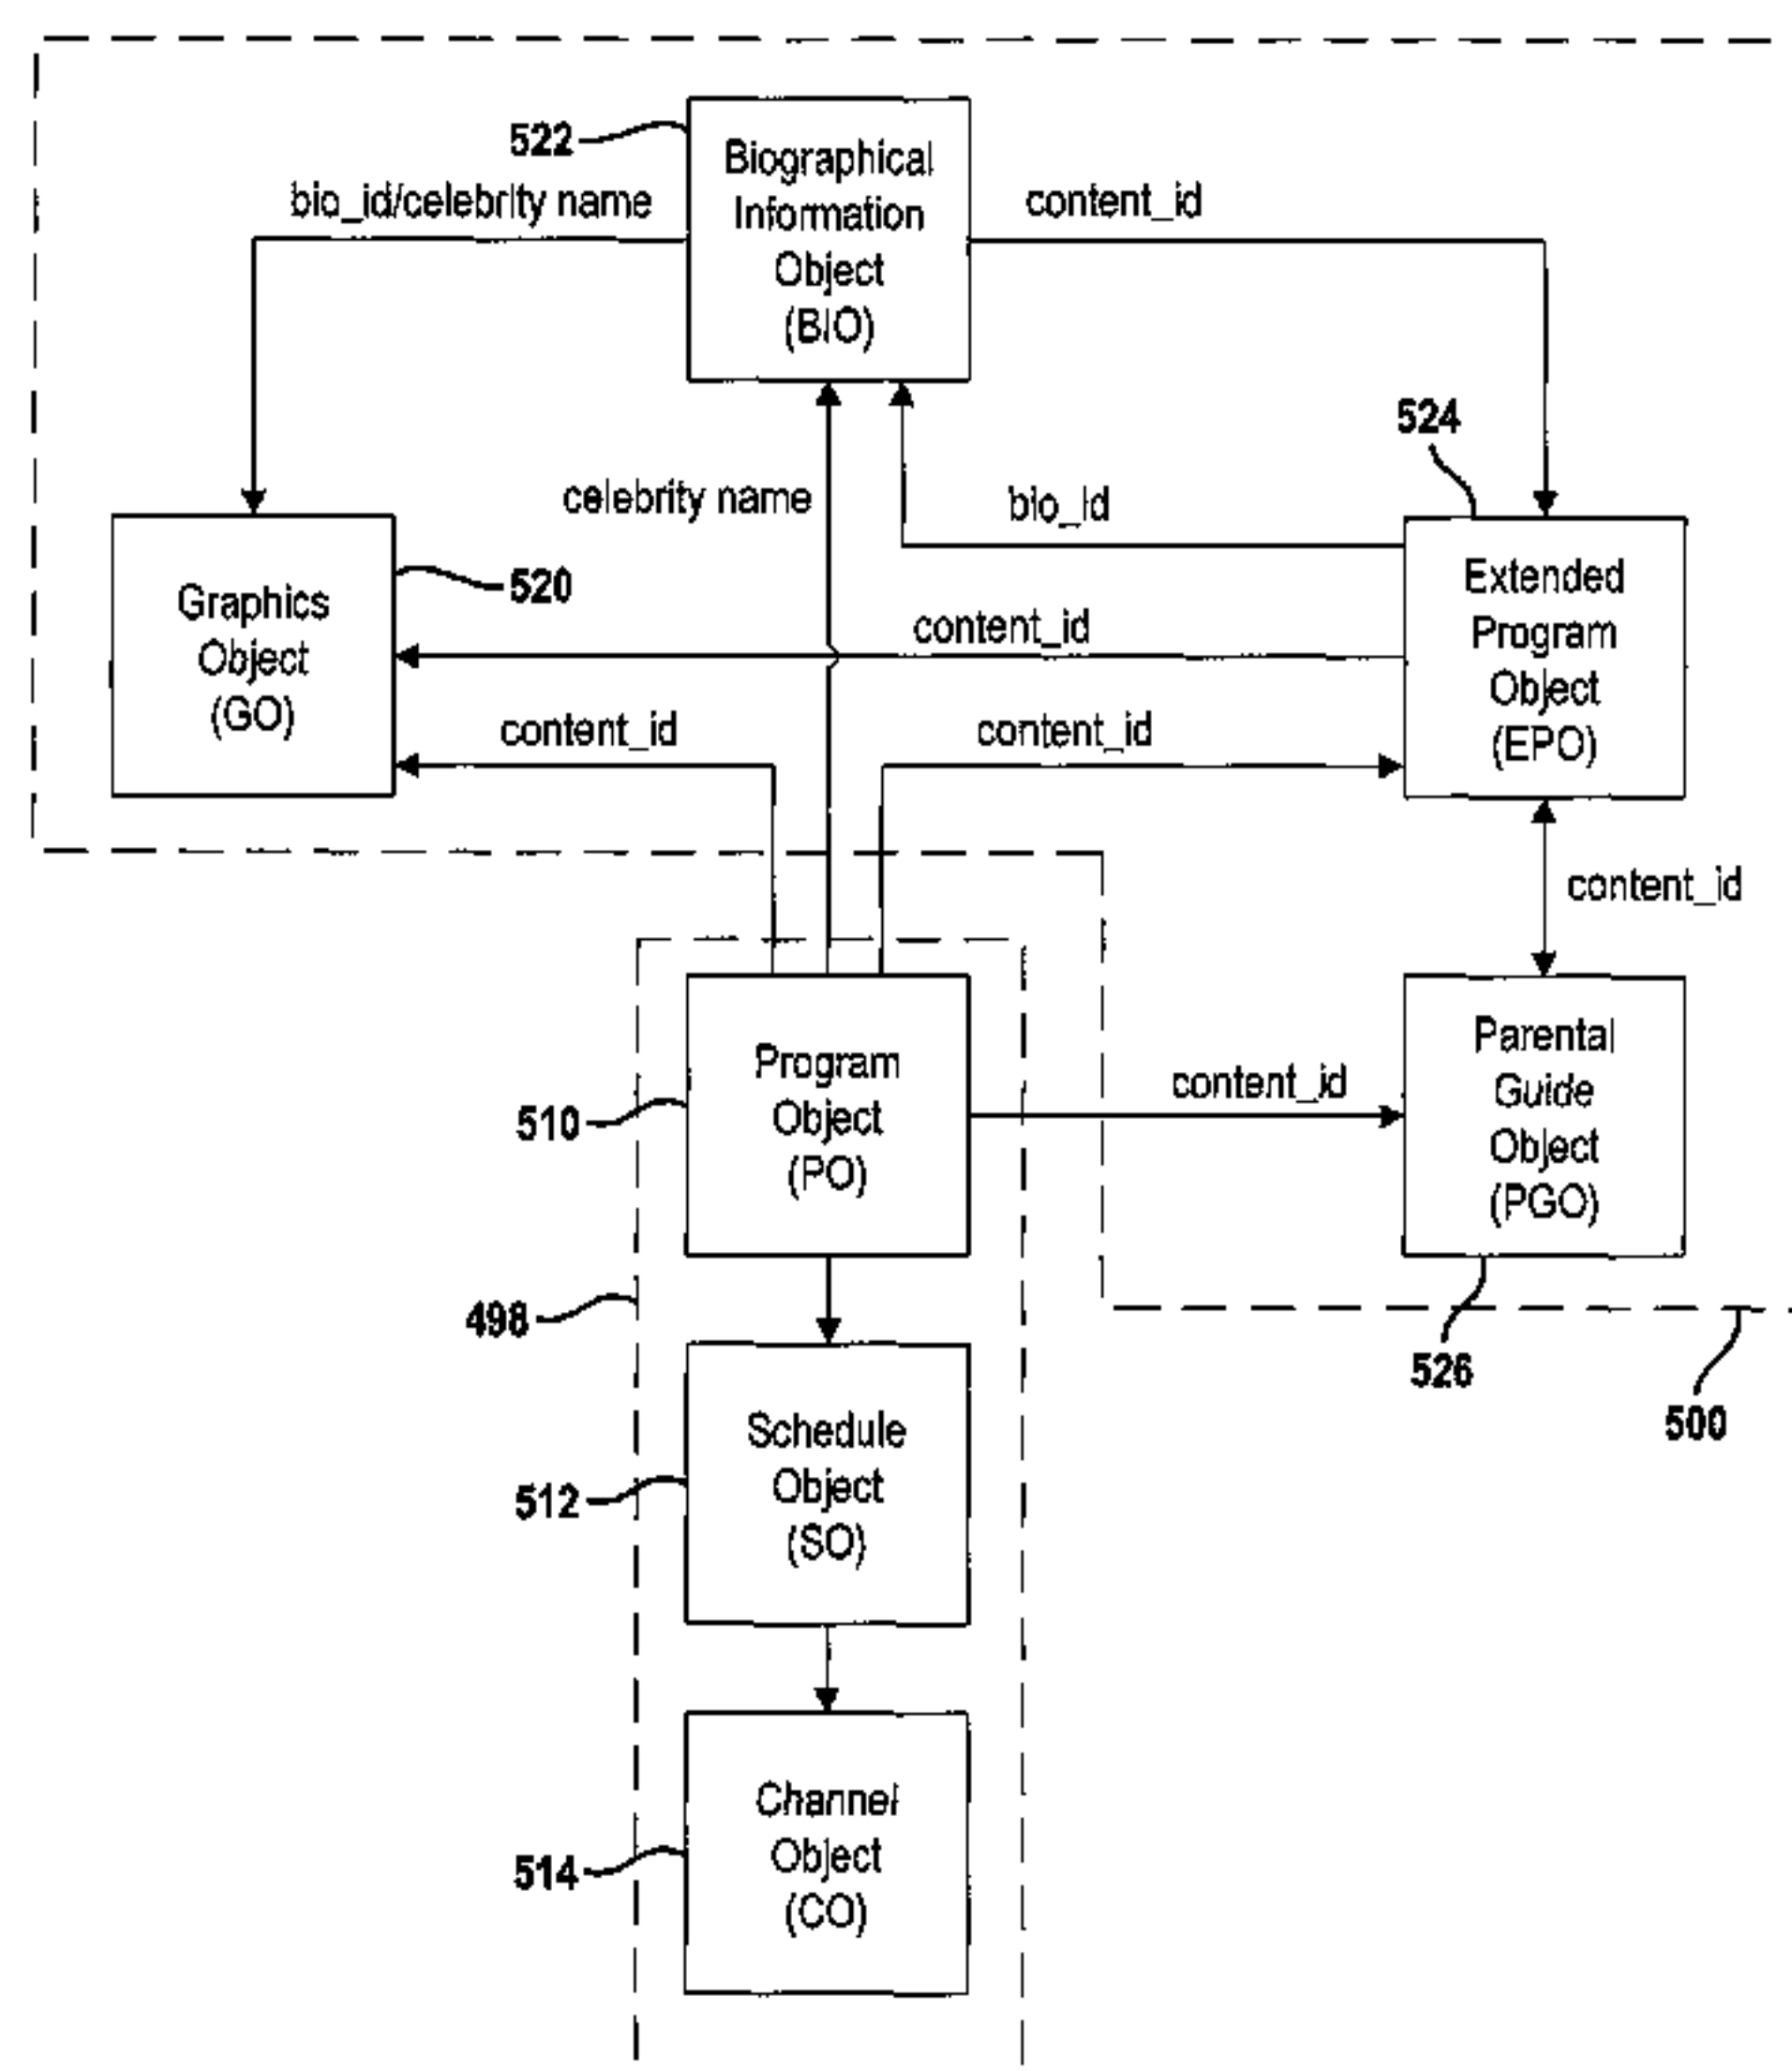 522
Biographical
Information
Object
(BIO)
bio_id/celebrity name
content_id
524
celebrity name
bio_id
520
Graphics
Object
(GO)
Extended
Program
Object
(EPO)
content_id
content_id
content_id
content_id
510
Program
Object
(PO)
content_id
Parental
Guide
Object
(PGO)
498
526
500
512
Schedule
Object
(SO)
514
Channel
Object
(CO)